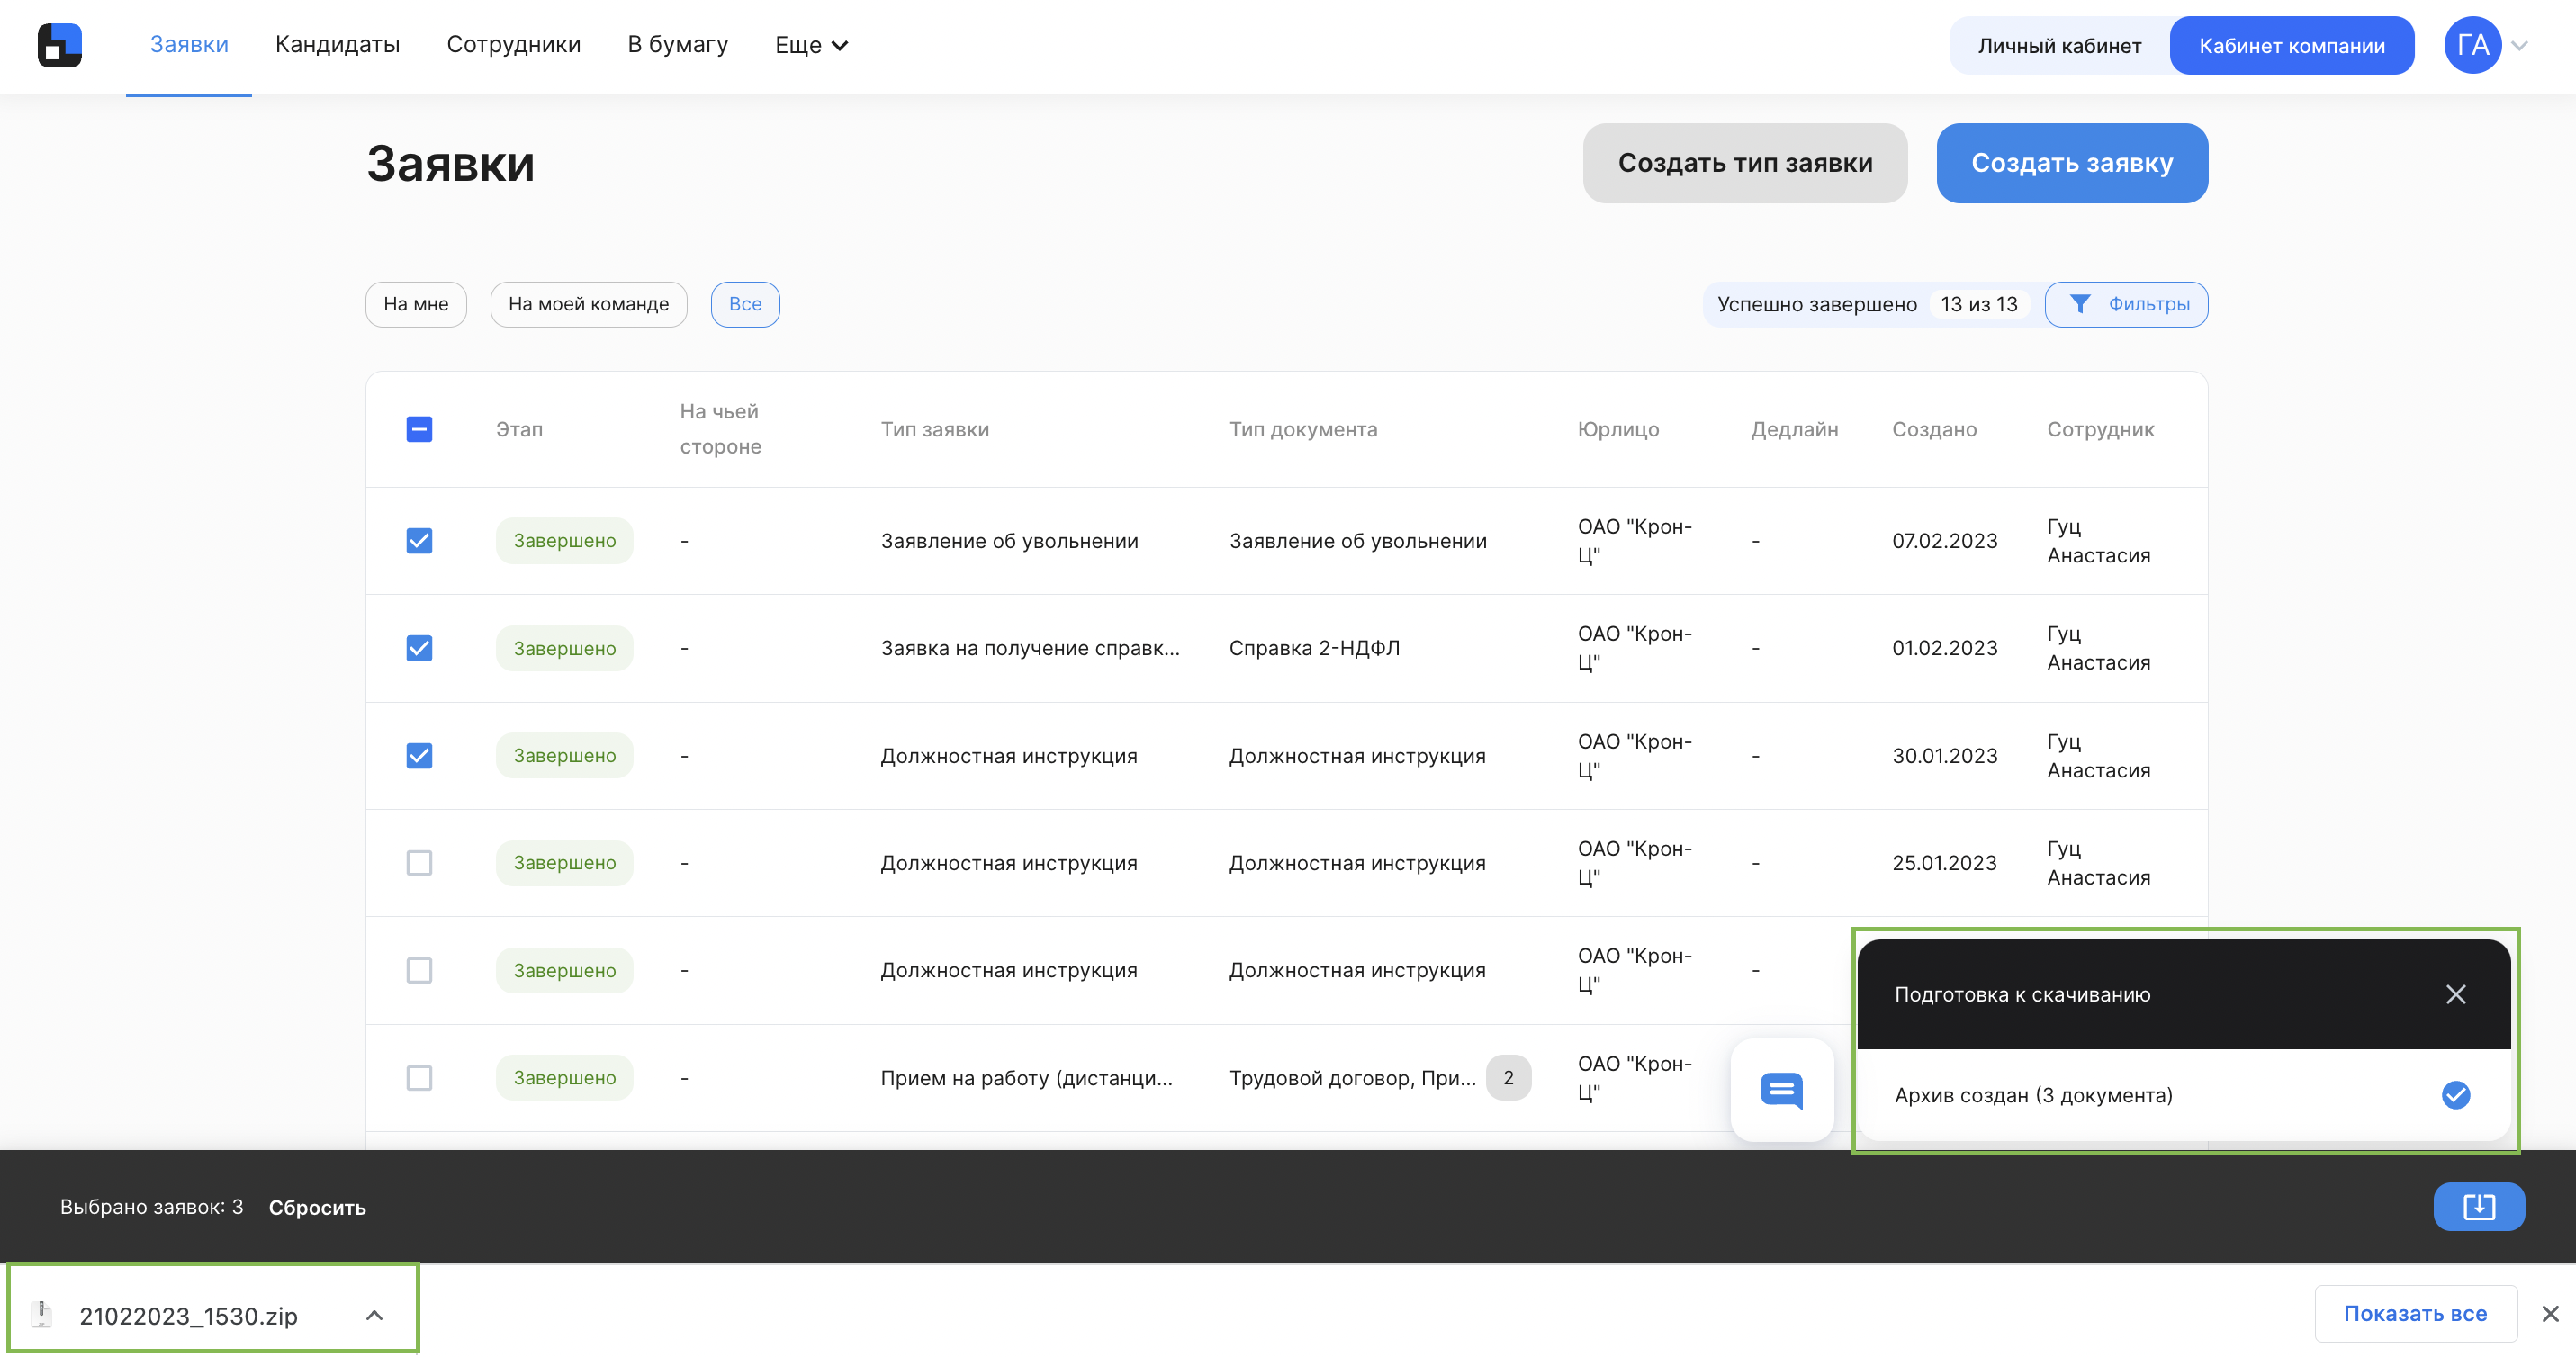 Заявки
Кандидаты
Сотрудники
В бумагу
Еще
Личный кабинет
Кабинет компании
ГА
Заявки
Создать тип заявки
Создать заявку
На мне
На моей команде
Все
Успешно завершено 13 из 13
Фильтры
Этап
На чьей
стороне
Тип заявки
Тип документа
Юрлицо
Дедлайн
Создано
Сотрудник
Завершено - Заявление об увольнении Заявление об увольнении ОАО "Крон-
Ц" - 07.02.2023 Гуц
Анастасия
Завершено - Заявка на получение справк... Справка 2-НДФЛ ОАО "Крон-
Ц" - 01.02.2023 Гуц
Анастасия
Завершено - Должностная инструкция Должностная инструкция ОАО "Крон-
Ц" - 30.01.2023 Гуц
Анастасия
Завершено - Должностная инструкция Должностная инструкция ОАО "Крон-
Ц" - 25.01.2023 Гуц
Анастасия
Завершено - Должностная инструкция Должностная инструкция ОАО "Крон-
Ц" -
Завершено - Прием на работу (дистанци... Трудовой договор, При... 2 ОАО "Крон-
Ц"
Подготовка к скачиванию
Архив создан (3 документа)
Выбрано заявок: 3 Сбросить
21022023_1530.zip
Показать все